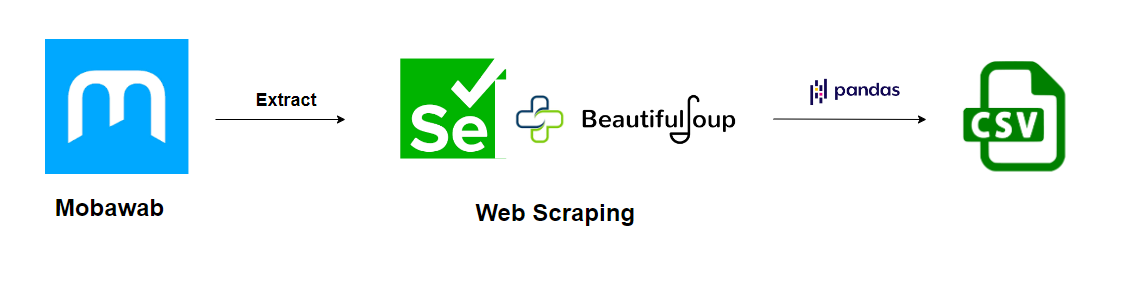 Extract
Se
BeautifulSoup
pandas
CSV
Mobawab
Web Scraping